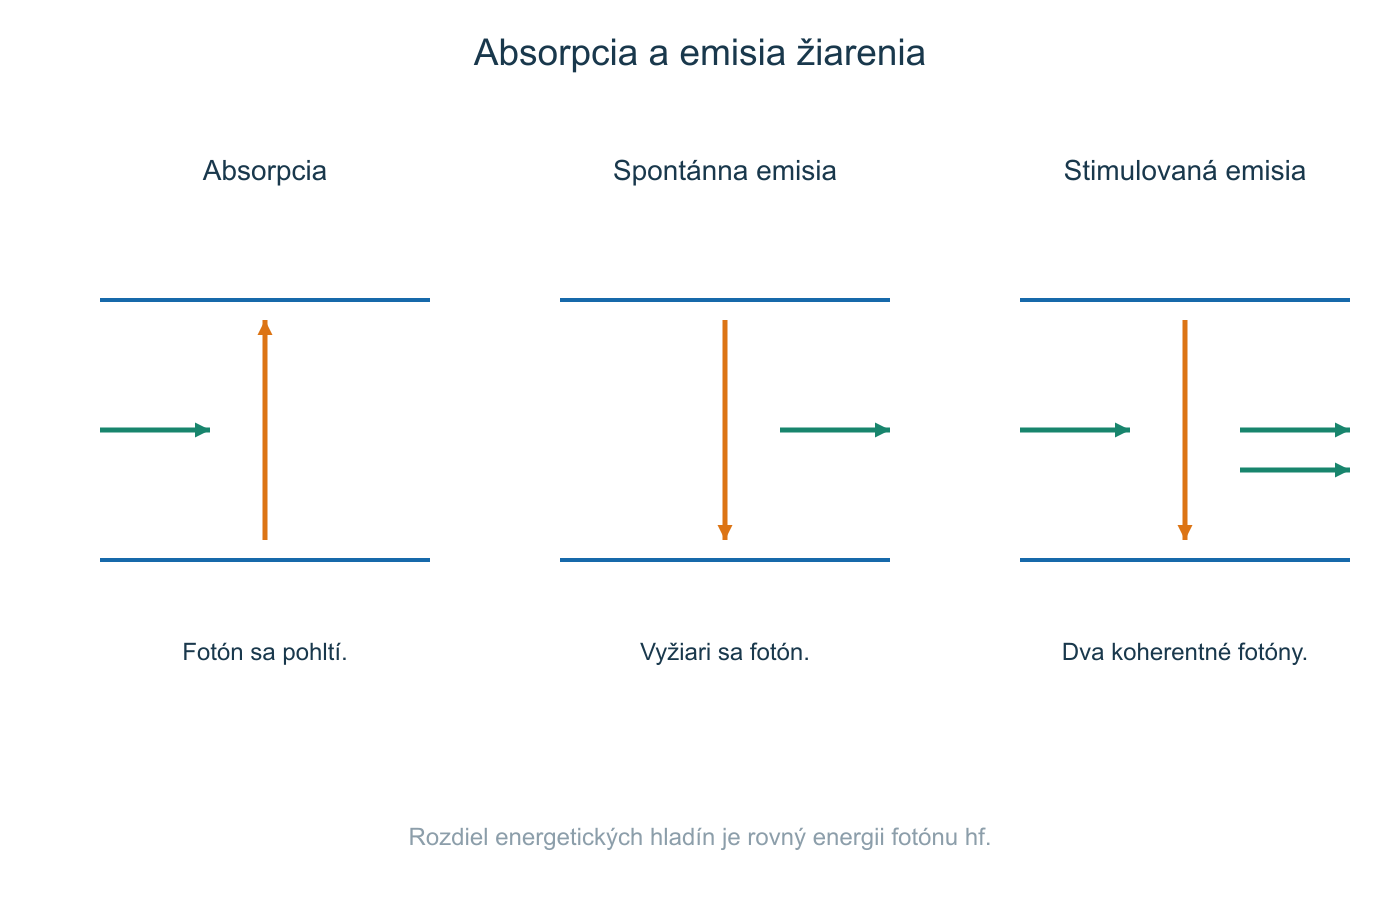 Absorpcia a emisia žiarenia
Absorpcia
Spontánna emisia
Stimulovaná emisia
Fotón sa pohltí.
Vyžiari sa fotón.
Dva koherentné fotóny.
Rozdiel energetických hladín je rovný energii fotónu hf.